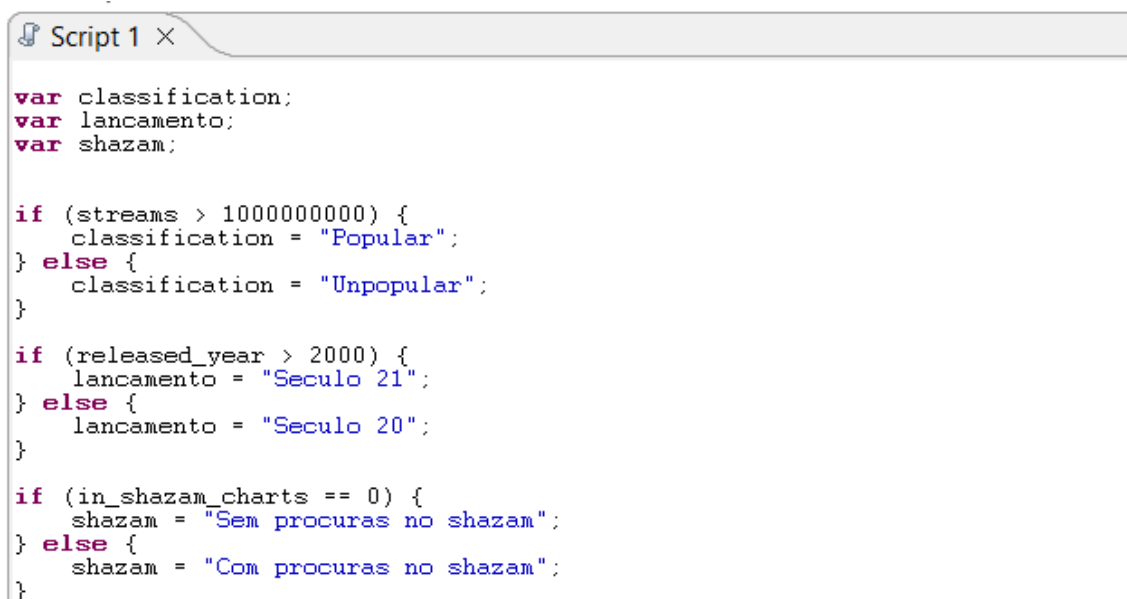 Script 1 ×
var classification;
var lancamento;
var shazam;
if (streams > 1000000000) {
    classification = "Popular";
} else {
    classification = "Unpopular";
}
if (released_year > 2000) {
    lancamento = "Seculo 21";
} else {
    lancamento = "Seculo 20";
}
if (in_shazam_charts == 0) {
    shazam = "Sem procuras no shazam";
} else {
    shazam = "Com procuras no shazam";
}